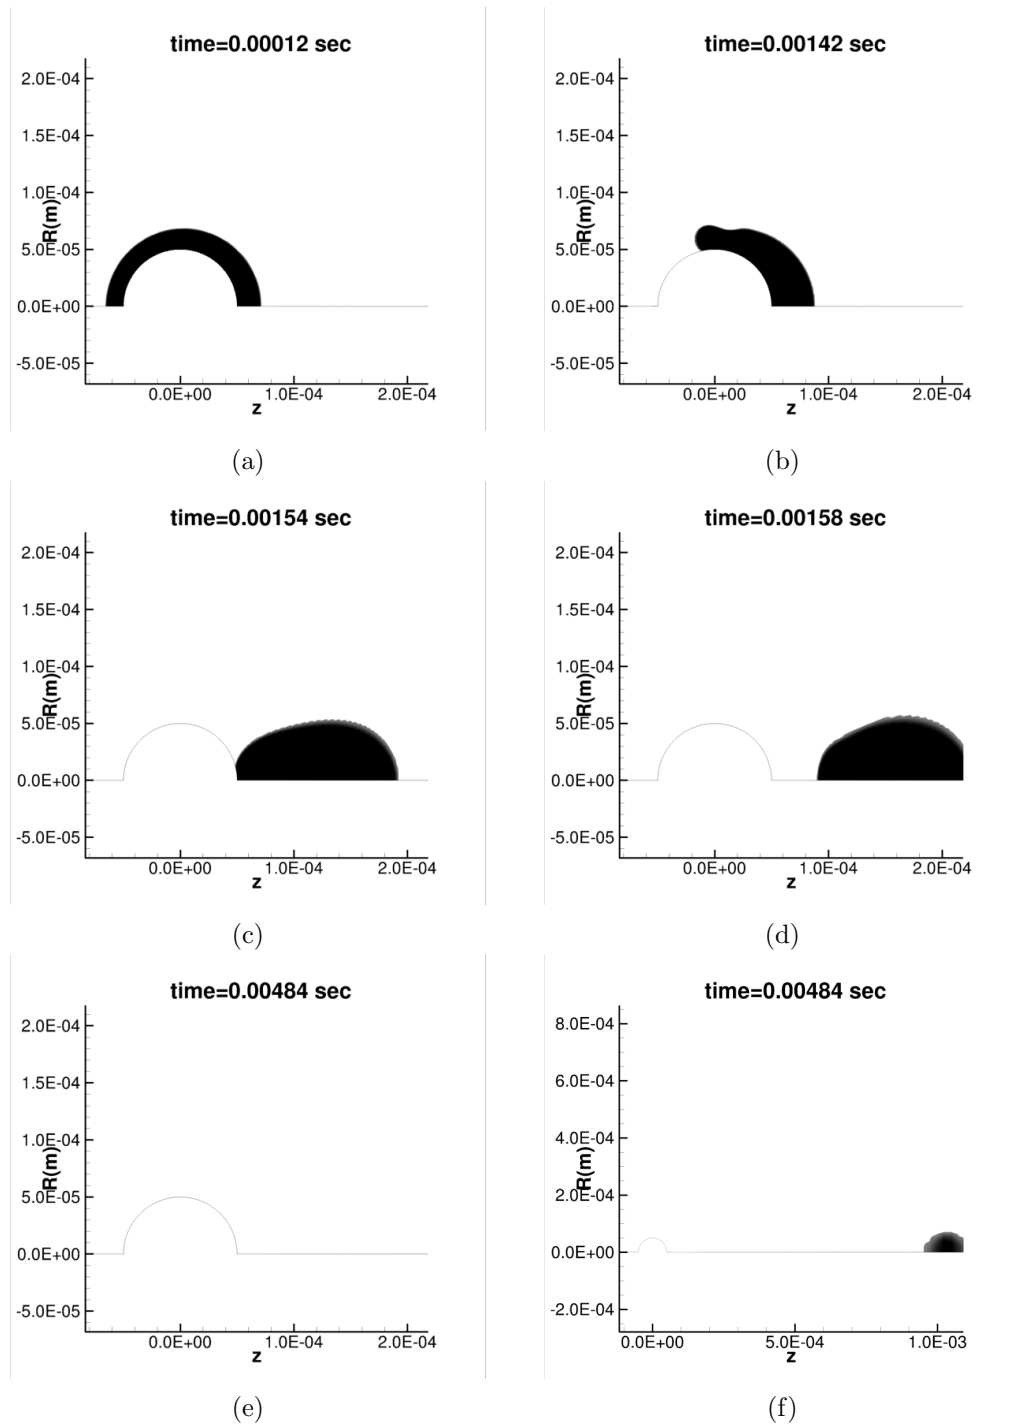 time=0.00012 sec
2.0E-04
1.5E-04
1.0E-04
5.0E-05
0.0E+00
-5.0E-05
R(m)
0.0E+00 1.0E-04 2.0E-04
z
(a)
time=0.00142 sec
2.0E-04
1.5E-04
1.0E-04
5.0E-05
0.0E+00
-5.0E-05
R(m)
0.0E+00 1.0E-04 2.0E-04
z
(b)
time=0.00154 sec
2.0E-04
1.5E-04
1.0E-04
5.0E-05
0.0E+00
-5.0E-05
R(m)
0.0E+00 1.0E-04 2.0E-04
z
(c)
time=0.00158 sec
2.0E-04
1.5E-04
1.0E-04
5.0E-05
0.0E+00
-5.0E-05
R(m)
0.0E+00 1.0E-04 2.0E-04
z
(d)
time=0.00484 sec
2.0E-04
1.5E-04
1.0E-04
5.0E-05
0.0E+00
-5.0E-05
R(m)
0.0E+00 1.0E-04 2.0E-04
z
(e)
time=0.00484 sec
8.0E-04
6.0E-04
4.0E-04
2.0E-04
0.0E+00
-2.0E-04
R(m)
0.0E+00 5.0E-04 1.0E-03
z
(f)